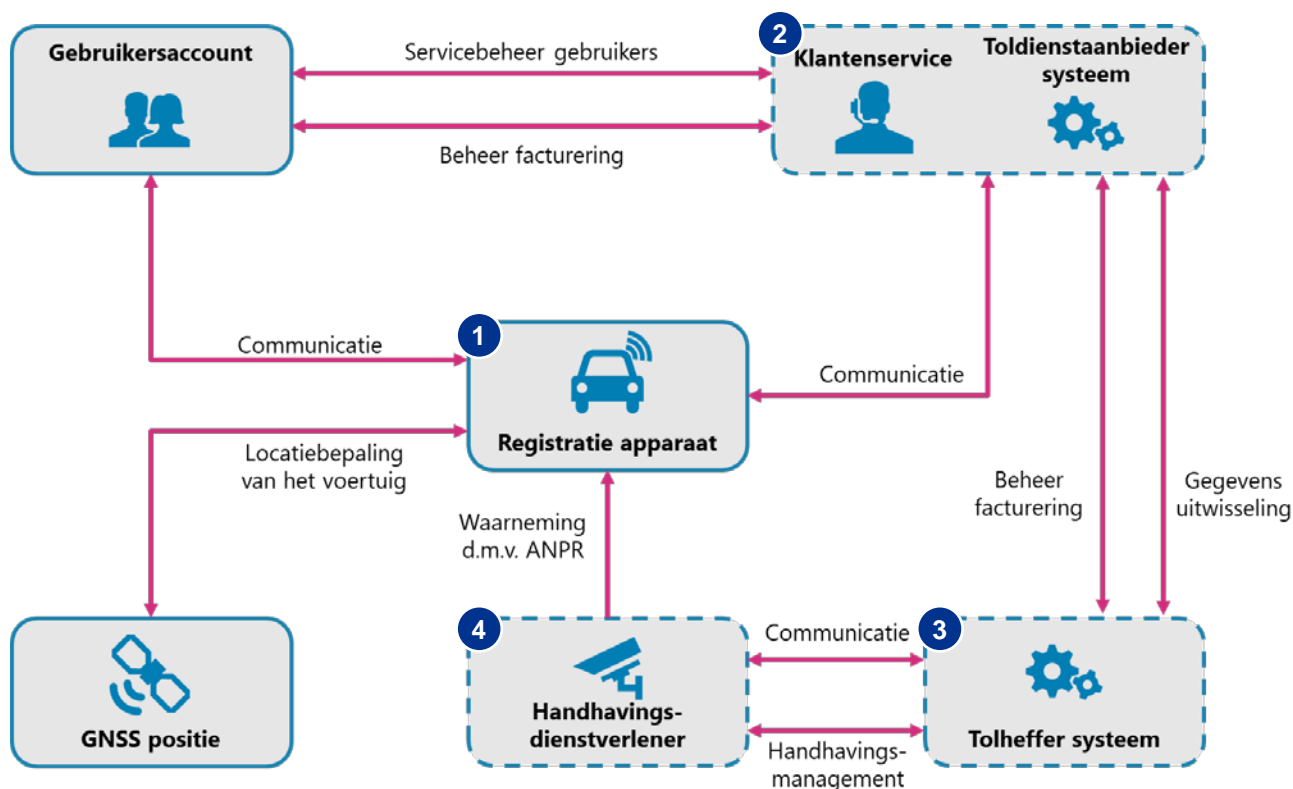 Gebruikersaccount
Servicebeheer gebruikers
Beheer facturering
2
Klantenservice
Toldienstaanbieder
systeem
Communicatie
1
Registratie apparaat
Communicatie
Locatiebepaling
van het voertuig
Waarneming
d.m.v. ANPR
Beheer
facturering
Gegevens
uitwisseling
GNSS positie
4
Handhavings-
dienstverlener
Communicatie
Handhavings-
management
3
Tolheffer systeem